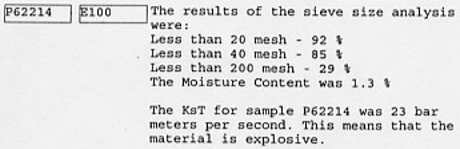 P62214 E100 The results of the sieve size analysis
were:
Less than 20 mesh - 92 %
Less than 40 mesh - 85 %
Less than 200 mesh - 29 %
The Moisture Content was 1.3 %
The KsT for sample P62214 was 23 bar
meters per second. This means that the
material is explosive.